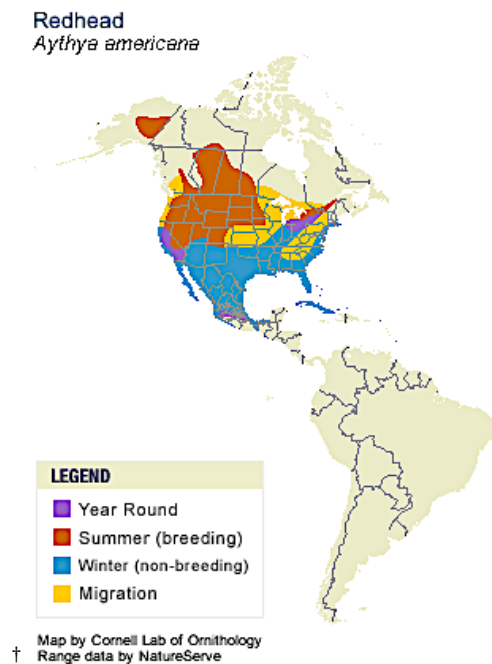 Redhead
Aythya americana
LEGEND
Year Round
Summer (breeding)
Winter (non-breeding)
Migration
† Map by Cornell Lab of Ornithology
Range data by NatureServe